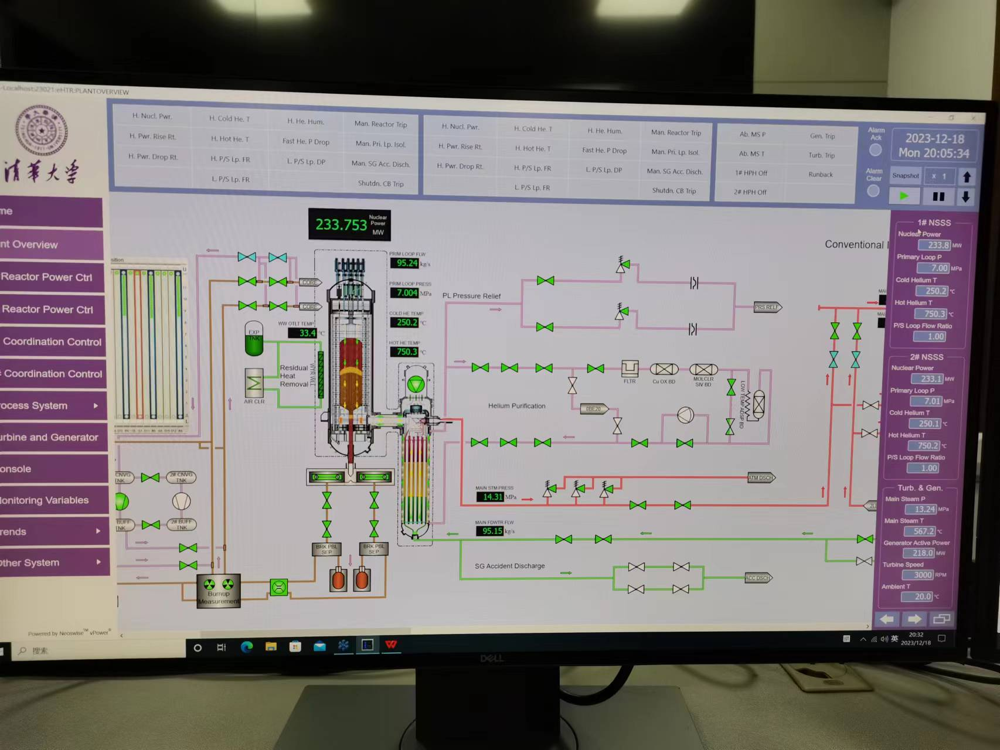 -Localhost:23021:eHTR:PLANTOVERVIEW
清华大学
me
nt Overview
Reactor Power Ctrl
Reactor Power Ctrl
Coordination Control
Coordination Control
rocess System
urbine and Generator
onsole
Monitoring Variables
rends
Other System
Powered by Neoswise™ vPower®
H. Nucl. Pwr.
H. Cold He. T
H. He. Hum.
Man. Reactor Trip
H. Pwr. Rise Rt.
H. Hot He. T
Fast He. P Drop
Man. Pri. Lp. Isol.
H. Pwr. Drop Rt.
H. P/S Lp. FR
L. P/S Lp. DP
Man. SG Acc. Disch.
L. P/S Lp. FR
Shutdn. CB Trip
H. Nucl. Pwr.
H. Cold He. T
H. He. Hum.
Man. Reactor Trip
H. Pwr. Rise Rt.
H. Hot He. T
Fast He. P Drop
Man. Pri. Lp. Isol.
H. Pwr. Drop Rt.
H. P/S Lp. FR
L. P/S Lp. DP
Man. SG Acc. Disch.
L. P/S Lp. FR
Shutdn. CB Trip
Ab. MS P
Gen. Trip
Ab. MS T
Turb. Trip
1# HPH Off
Runback
2# HPH Off
Alarm
Ack
Alarm
Clear
2023-12-18
Mon 20:05:34
Snapshot
x 1
233.753
Nuclear
Power
MW
sition
PRIM LOOP FLW
95.24 kg/s
PRIM LOOP PRESS
7.004 MPa
COLD HE TEMP
250.2 °C
HOT HE TEMP
750.3 °C
CORE
CORE
WW OTLT TEMP
33.4 °C
EXP
TNK
Residual
Heat
Removal
WTR WLL
AIR CLR
PL Pressure Relief
PRS RELF
Conventional
Helium Purification
FLTR
Cu OX BD
MOLCLR
SIV BD
LOW TEMP ADSP BD
0BE20
MAIN STM PRESS
14.31 MPa
ATM DSCH
MAIN FDWTR FLW
95.15 kg/s
SG Accident Discharge
ACC DSCH
CNVG
TNK
2# CNVG
TNK
BUFF
TNK
2# BUFF
TNK
BRK PBL
SEP
BRK PBL
SEP
Burnup
Measurement
1# NSSS
Nuclear Power
233.8 MW
Primary Loop P
7.00 MPa
Cold Helium T
250.2 °C
Hot Helium T
750.3 °C
P/S Loop Flow Ratio
1.00
2# NSSS
Nuclear Power
233.1 MW
Primary Loop P
7.01 MPa
Cold Helium T
250.1 °C
Hot Helium T
750.2 °C
P/S Loop Flow Ratio
1.00
Turb. & Gen.
Main Steam P
13.24 MPa
Main Steam T
567.2 °C
Generator Active Power
218.0 MW
Turbine Speed
3000 RPM
Ambient T
20.0 °C
搜索
英
20:32
2023/12/18
DELL